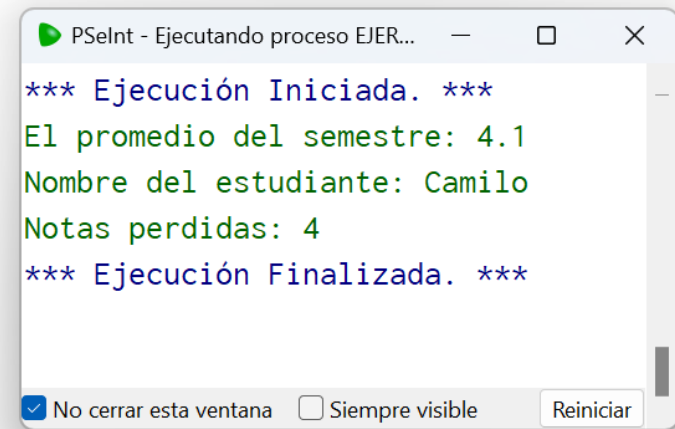 PSeInt - Ejecutando proceso EJER...
*** Ejecución Iniciada. ***
El promedio del semestre: 4.1
Nombre del estudiante: Camilo
Notas perdidas: 4
*** Ejecución Finalizada. ***
No cerrar esta ventana Siempre visible Reiniciar